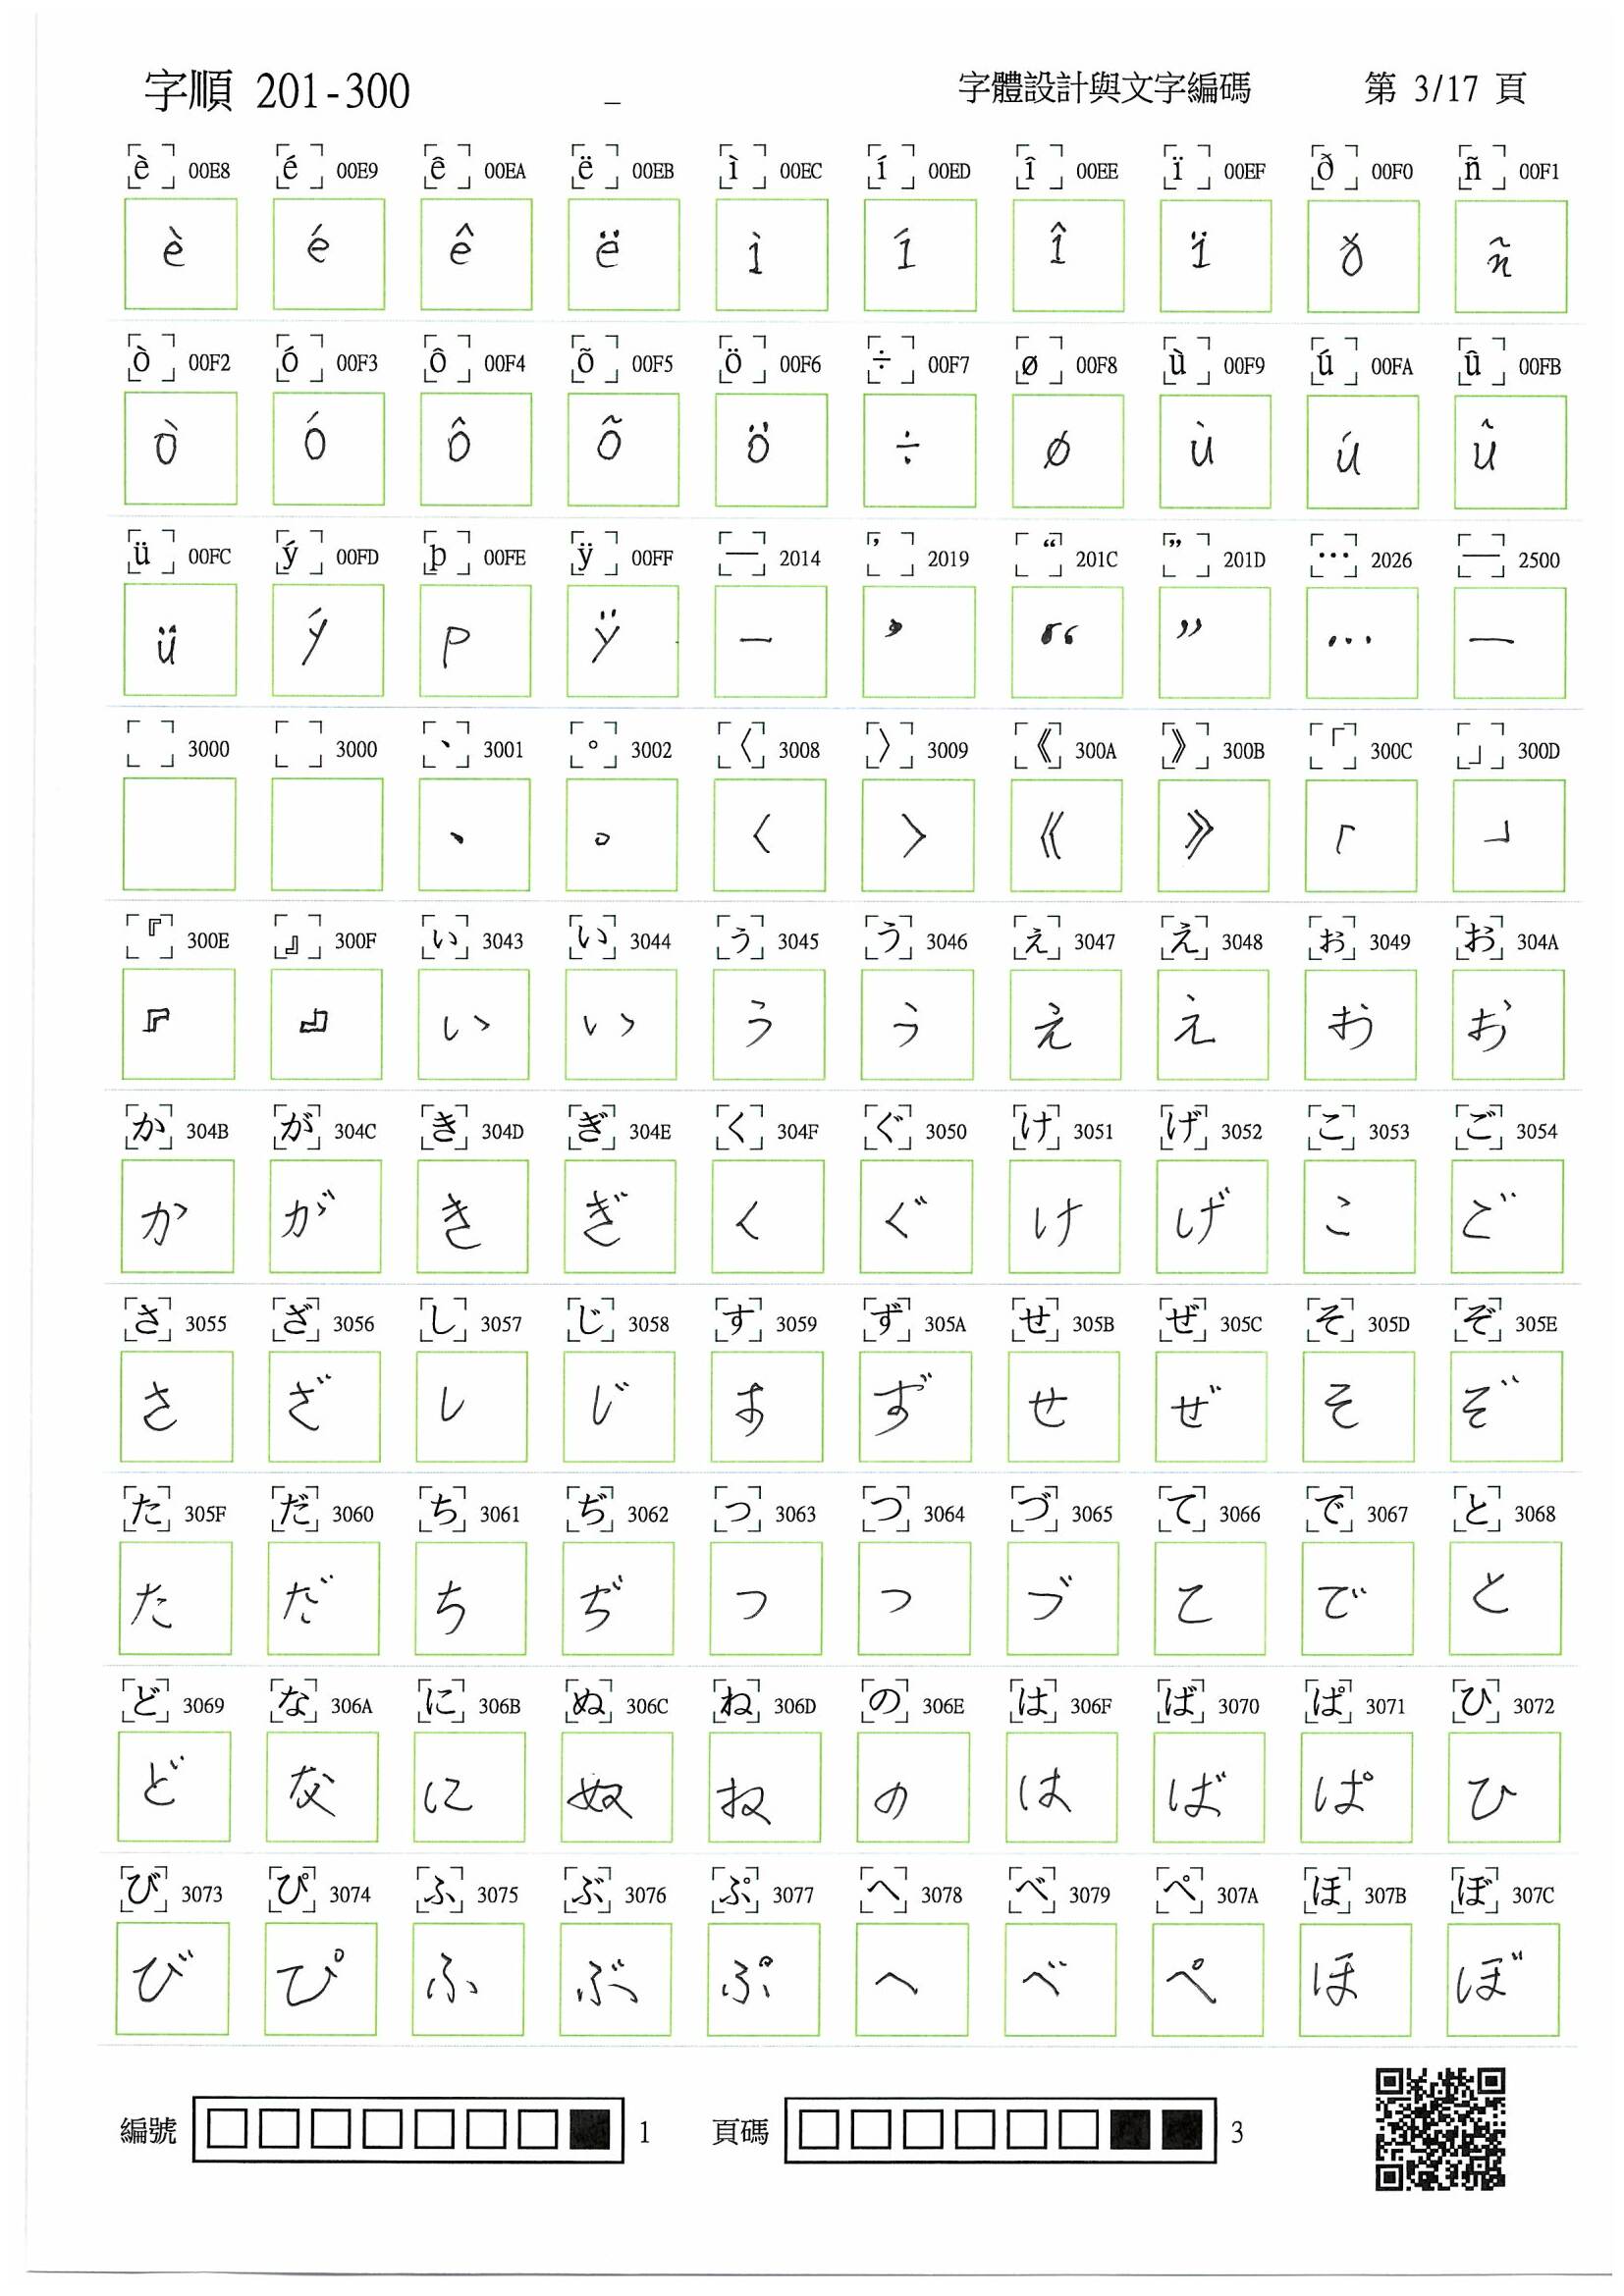 字順 201-300 _ 字體設計與文字編碼 第 3/17 頁
è 00E8 é 00E9 ê 00EA ë 00EB ì 00EC í 00ED î 00EE ï 00EF ð 00F0 ñ 00F1
è é ê ë ì í î ï ð ñ
ò 00F2 ó 00F3 ô 00F4 õ 00F5 ö 00F6 ÷ 00F7 ø 00F8 ù 00F9 ú 00FA û 00FB
ò ó ô õ ö ÷ ø ù ú û
ü 00FC ý 00FD þ 00FE ÿ 00FF — 2014 ’ 2019 “ 201C ” 201D … 2026 ─ 2500
ü ý p ÿ — ’ “ ” … ─
3000 3000 、 3001 。 3002 〈 3008 〉 3009 《 300A 》 300B 「 300C 」 300D
、 。 〈 〉 《 》 「 」
『 300E 』 300F ぃ 3043 い 3044 ぅ 3045 う 3046 ぇ 3047 え 3048 ぉ 3049 お 304A
『 』 ぃ い ぅ う ぇ え ぉ お
か 304B が 304C き 304D ぎ 304E く 304F ぐ 3050 け 3051 げ 3052 こ 3053 ご 3054
か が き ぎ く ぐ け げ こ ご
さ 3055 ざ 3056 し 3057 じ 3058 す 3059 ず 305A せ 305B ぜ 305C そ 305D ぞ 305E
さ ざ し じ す ず せ ぜ そ ぞ
た 305F だ 3060 ち 3061 ぢ 3062 っ 3063 つ 3064 づ 3065 て 3066 で 3067 と 3068
た だ ち ぢ っ つ づ て で と
ど 3069 な 306A に 306B ぬ 306C ね 306D の 306E は 306F ば 3070 ぱ 3071 ひ 3072
ど な に ぬ ね の は ば ぱ ひ
び 3073 ぴ 3074 ふ 3075 ぶ 3076 ぷ 3077 へ 3078 べ 3079 ぺ 307A ほ 307B ぼ 307C
び ぴ ふ ぶ ぷ へ べ ぺ ほ ぼ
編號 1 頁碼 3